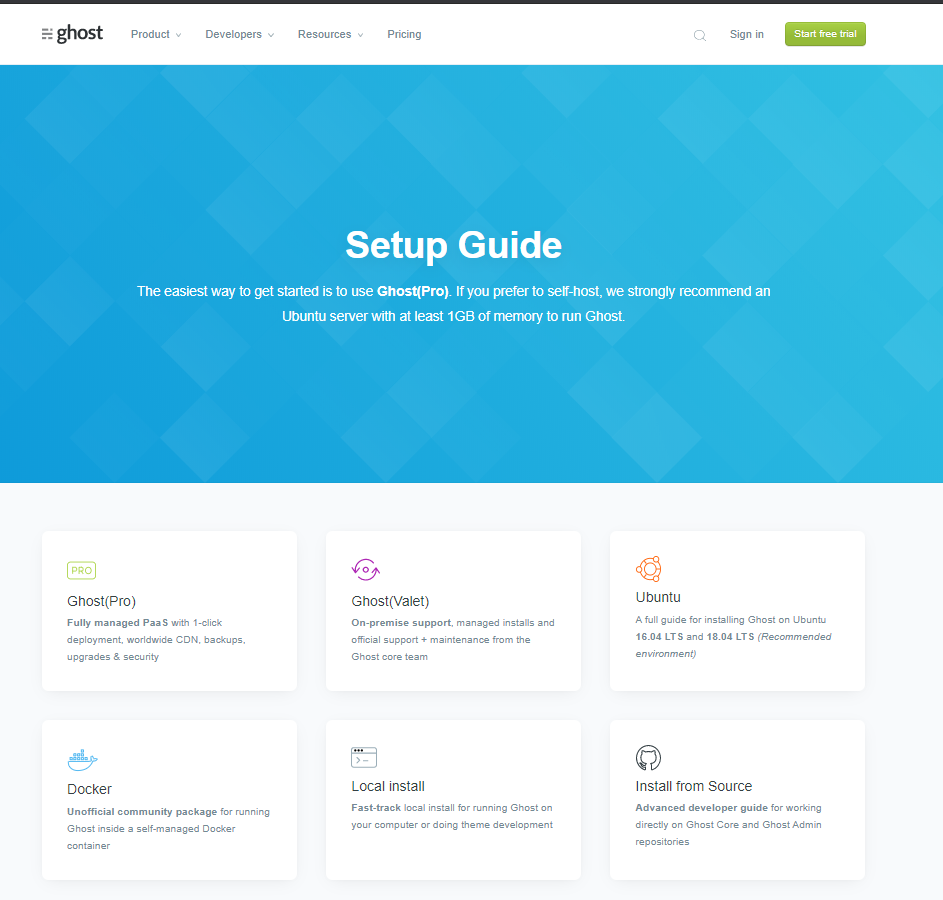 ghost
Product
Developers
Resources
Pricing
Sign in
Start free trial
Setup Guide
The easiest way to get started is to use Ghost(Pro). If you prefer to self-host, we strongly recommend an
Ubuntu server with at least 1GB of memory to run Ghost.
PRO
Ghost(Pro)
Fully managed PaaS with 1-click
deployment, worldwide CDN, backups,
upgrades & security
Ghost(Valet)
On-premise support, managed installs and
official support + maintenance from the
Ghost core team
Ubuntu
A full guide for installing Ghost on Ubuntu
16.04 LTS and 18.04 LTS (Recommended
environment)
Docker
Unofficial community package for running
Ghost inside a self-managed Docker
container
Local install
Fast-track local install for running Ghost on
your computer or doing theme development
Install from Source
Advanced developer guide for working
directly on Ghost Core and Ghost Admin
repositories